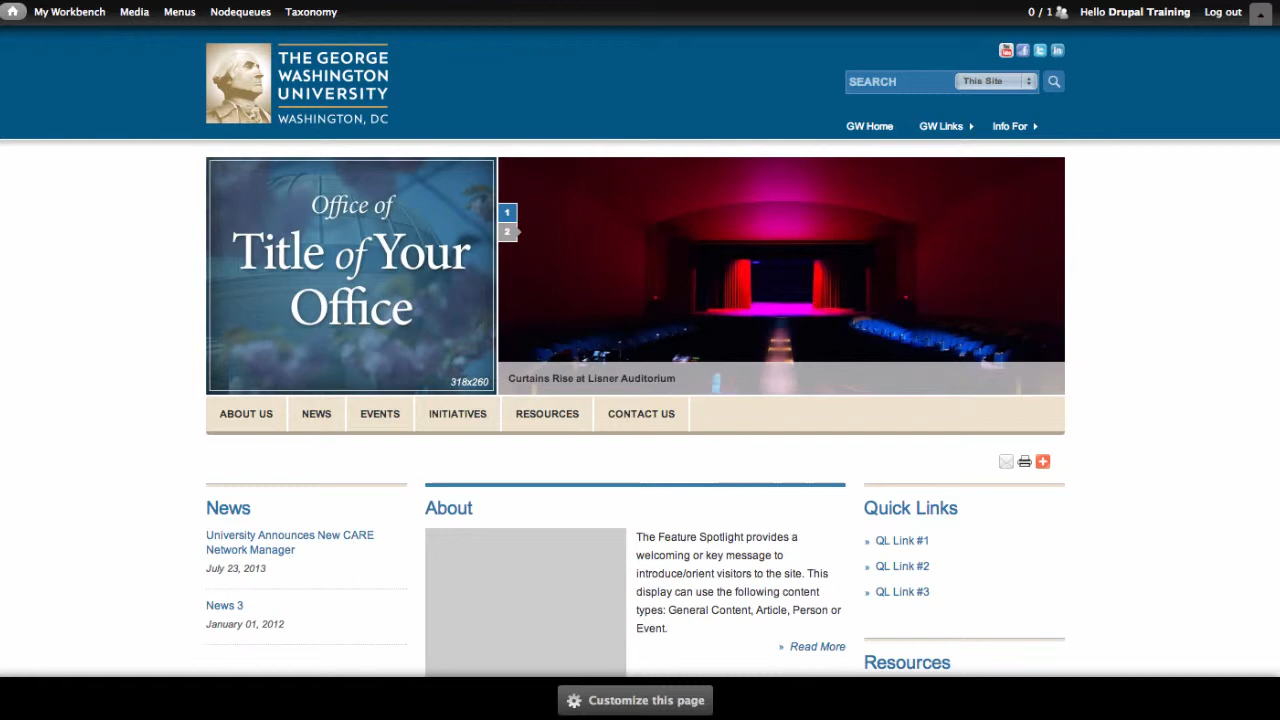 My Workbench Media Menus Nodequeues Taxonomy 0 / 1 Hello Drupal Training Log out
THE GEORGE
WASHINGTON
UNIVERSITY
WASHINGTON, DC
You Tube f t in
SEARCH This Site
GW Home GW Links Info For
Office of
Title of Your
Office
318x260
1
2
Curtains Rise at Lisner Auditorium
ABOUT US NEWS EVENTS INITIATIVES RESOURCES CONTACT US
News
University Announces New CARE
Network Manager
July 23, 2013
News 3
January 01, 2012
About
The Feature Spotlight provides a
welcoming or key message to
introduce/orient visitors to the site. This
display can use the following content
types: General Content, Article, Person or
Event.
» Read More
Quick Links
» QL Link #1
» QL Link #2
» QL Link #3
Resources
Customize this page